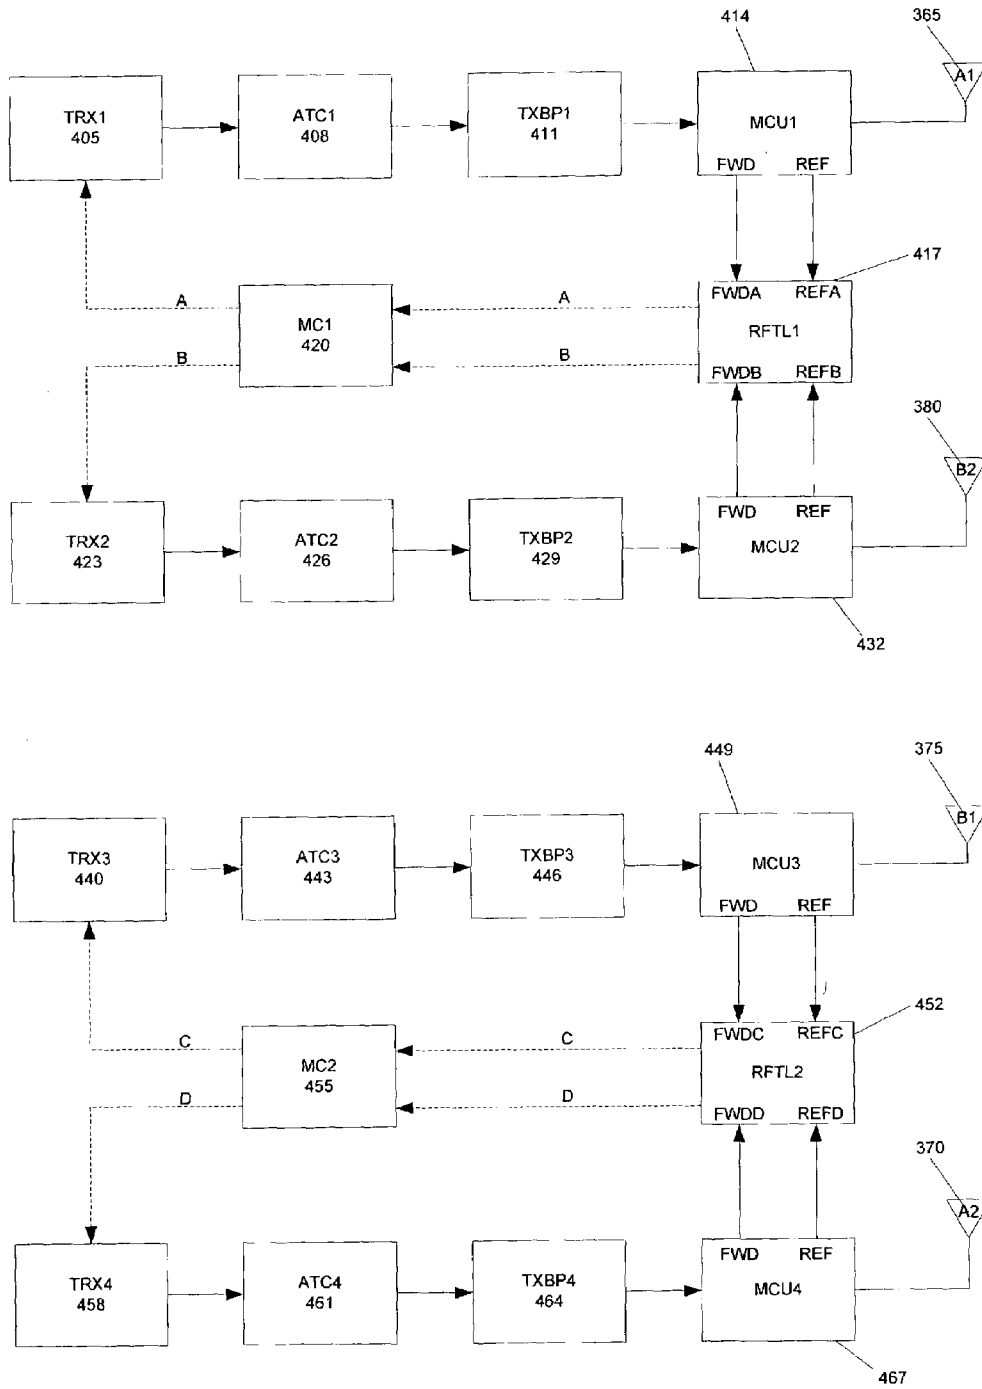 414
365
A1
TRX1
405
ATC1
408
TXBP1
411
MCU1
FWD REF
417
A
A
FWDA REFA
MC1
420
RFTL1
B
B
FWDB REFB
380
B2
FWD REF
TRX2
423
ATC2
426
TXBP2
429
MCU2
432
449
375
B1
TRX3
440
ATC3
443
TXBP3
446
MCU3
FWD REF
452
C
C
FWDC REFC
MC2
455
RFTL2
D
D
FWDD REFD
370
A2
FWD REF
TRX4
458
ATC4
461
TXBP4
464
MCU4
467